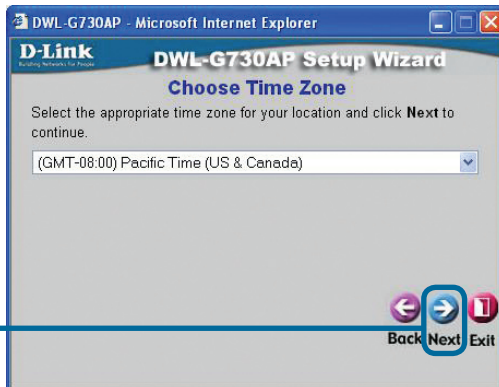 DWL-G730AP - Microsoft Internet Explorer
D-Link
Building Networks for People
DWL-G730AP Setup Wizard
Choose Time Zone
Select the appropriate time zone for your location and click Next to
continue.
(GMT-08:00) Pacific Time (US & Canada)
Back Next Exit